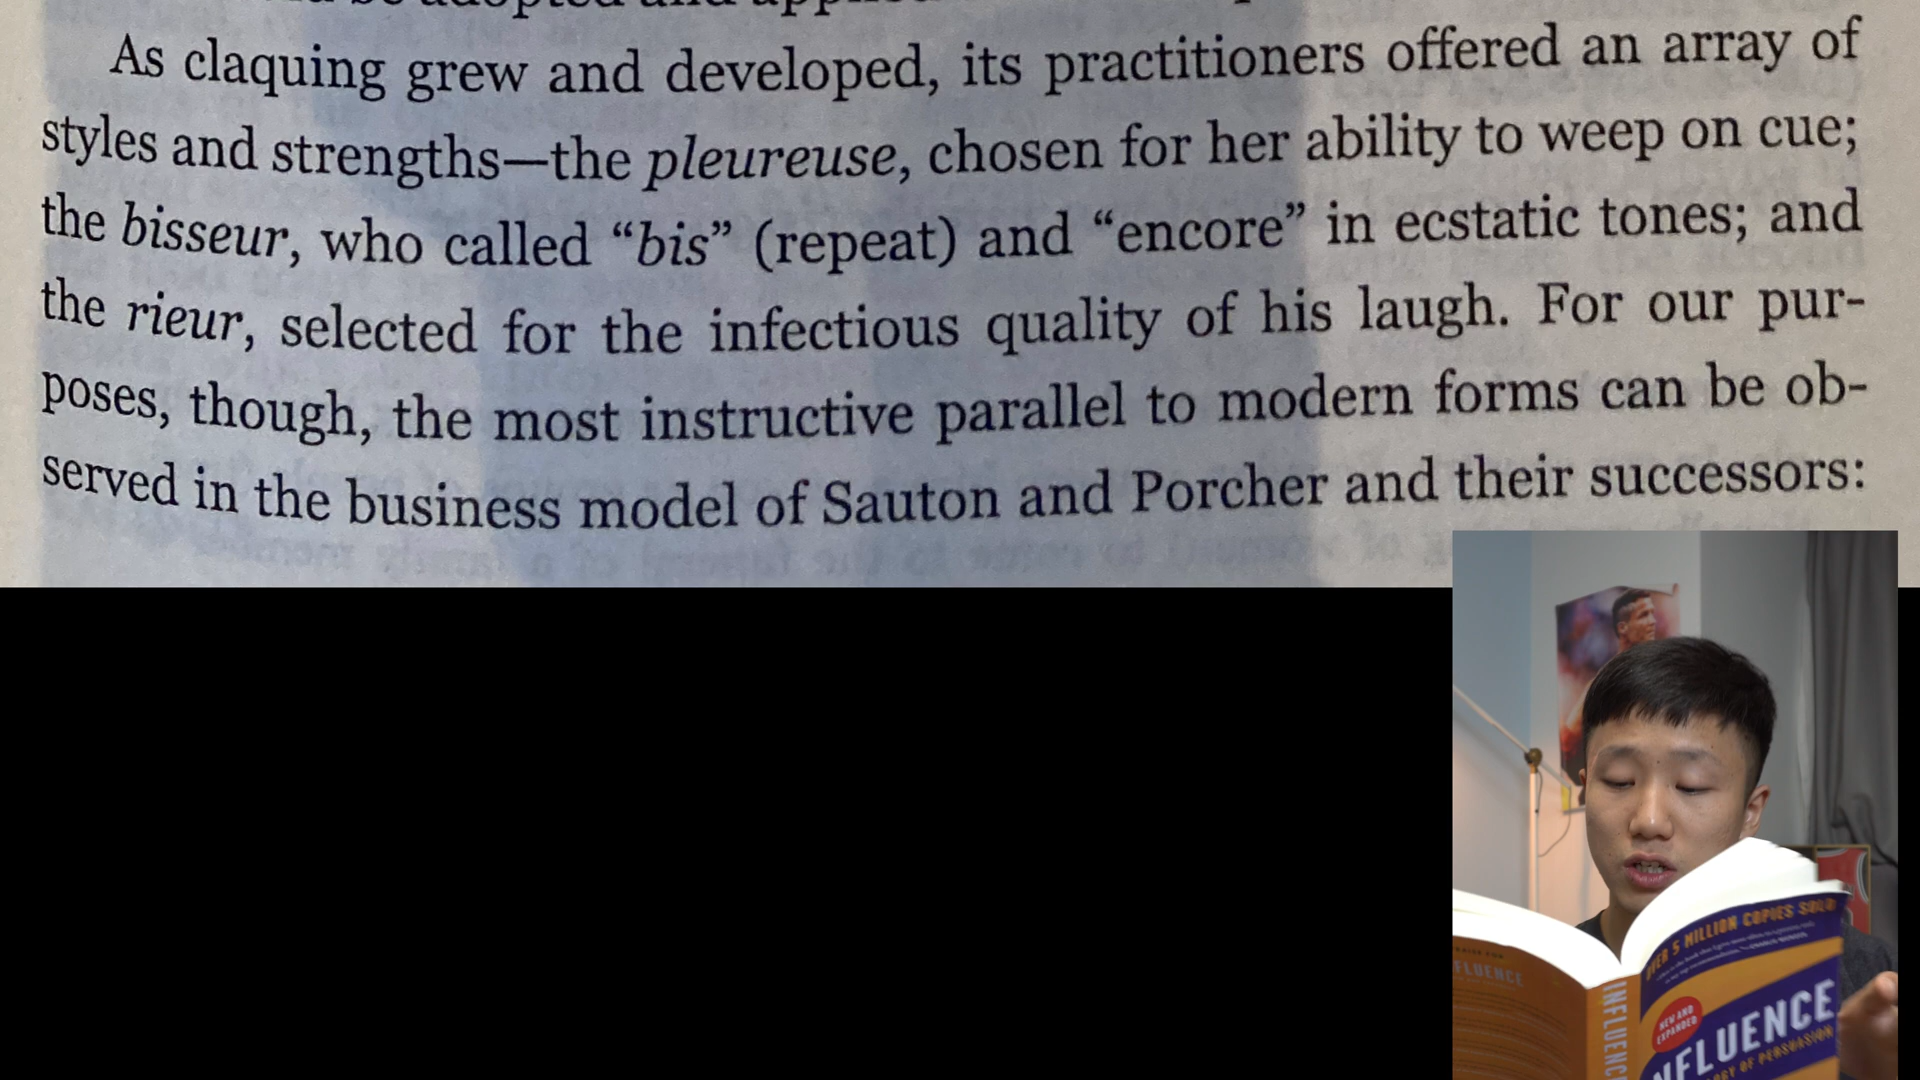 As claquing grew and developed, its practitioners offered an array of
styles and strengths—the pleureuse, chosen for her ability to weep on cue;
the bisseur, who called “bis” (repeat) and “encore” in ecstatic tones; and
the rieur, selected for the infectious quality of his laugh. For our pur-
poses, though, the most instructive parallel to modern forms can be ob-
served in the business model of Sauton and Porcher and their successors:
OVER 5 MILLION COPIES SOLD
NEW AND
EXPANDED
INFLUENCE
OF PERSUASION